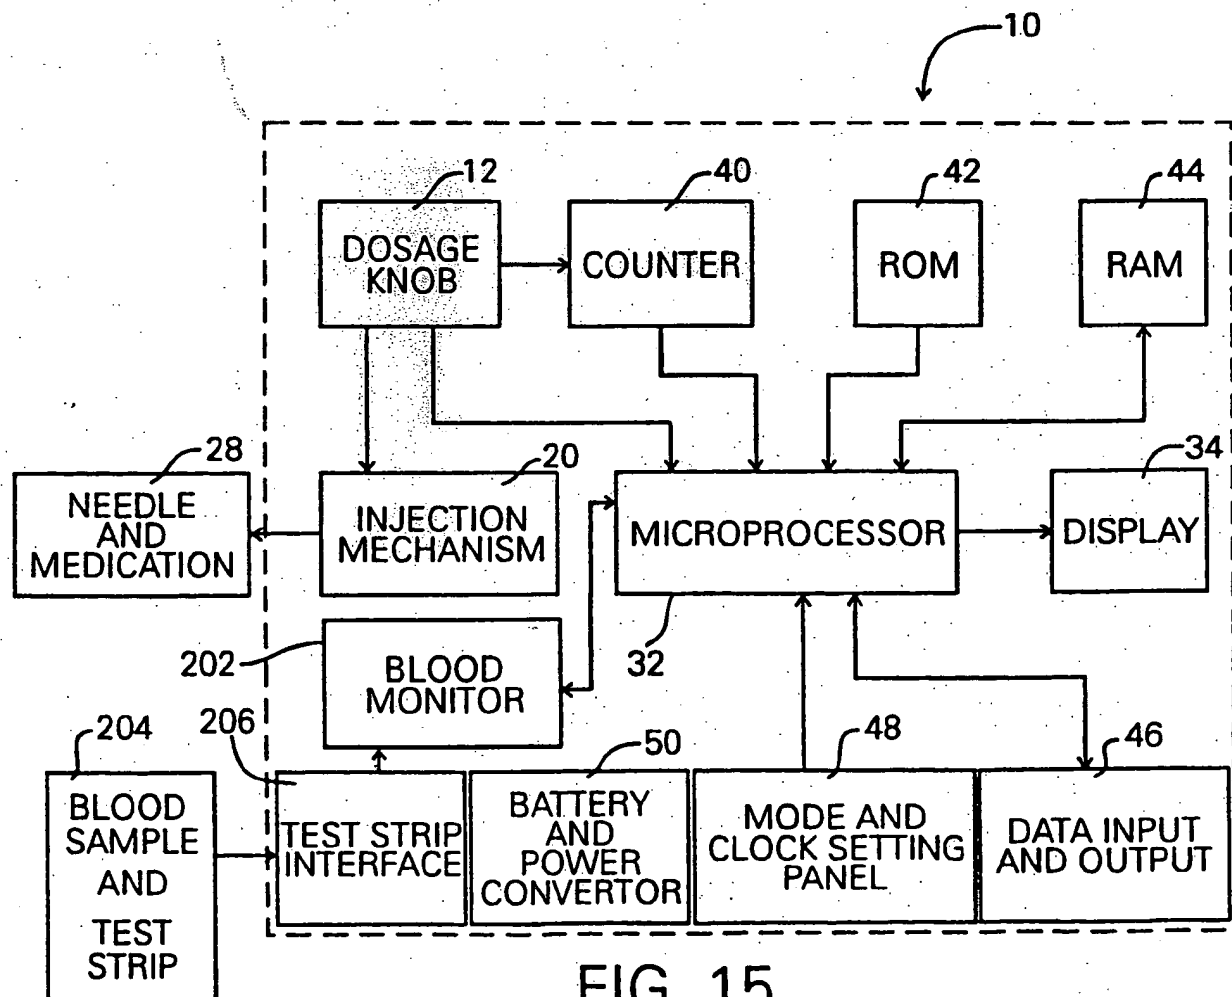 10
12
40
42
44
DOSAGE
KNOB
COUNTER
ROM
RAM
28
20
34
NEEDLE
AND
MEDICATION
INJECTION
MECHANISM
MICROPROCESSOR
DISPLAY
202
32
BLOOD
MONITOR
204
206
50
48
46
BLOOD
SAMPLE
AND
TEST
STRIP
TEST STRIP
INTERFACE
BATTERY
AND
POWER
CONVERTOR
MODE AND
CLOCK SETTING
PANEL
DATA INPUT
AND OUTPUT
FIG. 15